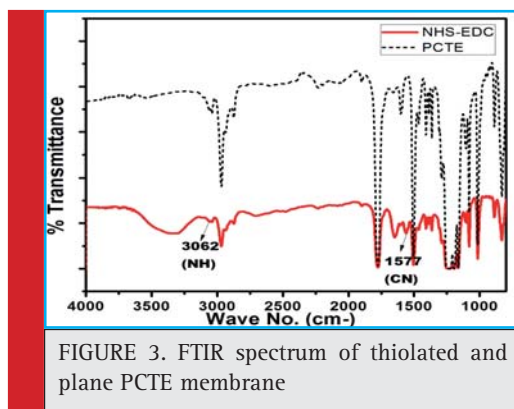 NHS-EDC
PCTE
% Transmittance
3062
(NH)
1577
(CN)
4000 3500 3000 2500 2000 1500 1000
Wave No. (cm-)
FIGURE 3. FTIR spectrum of thiolated and
plane PCTE membrane